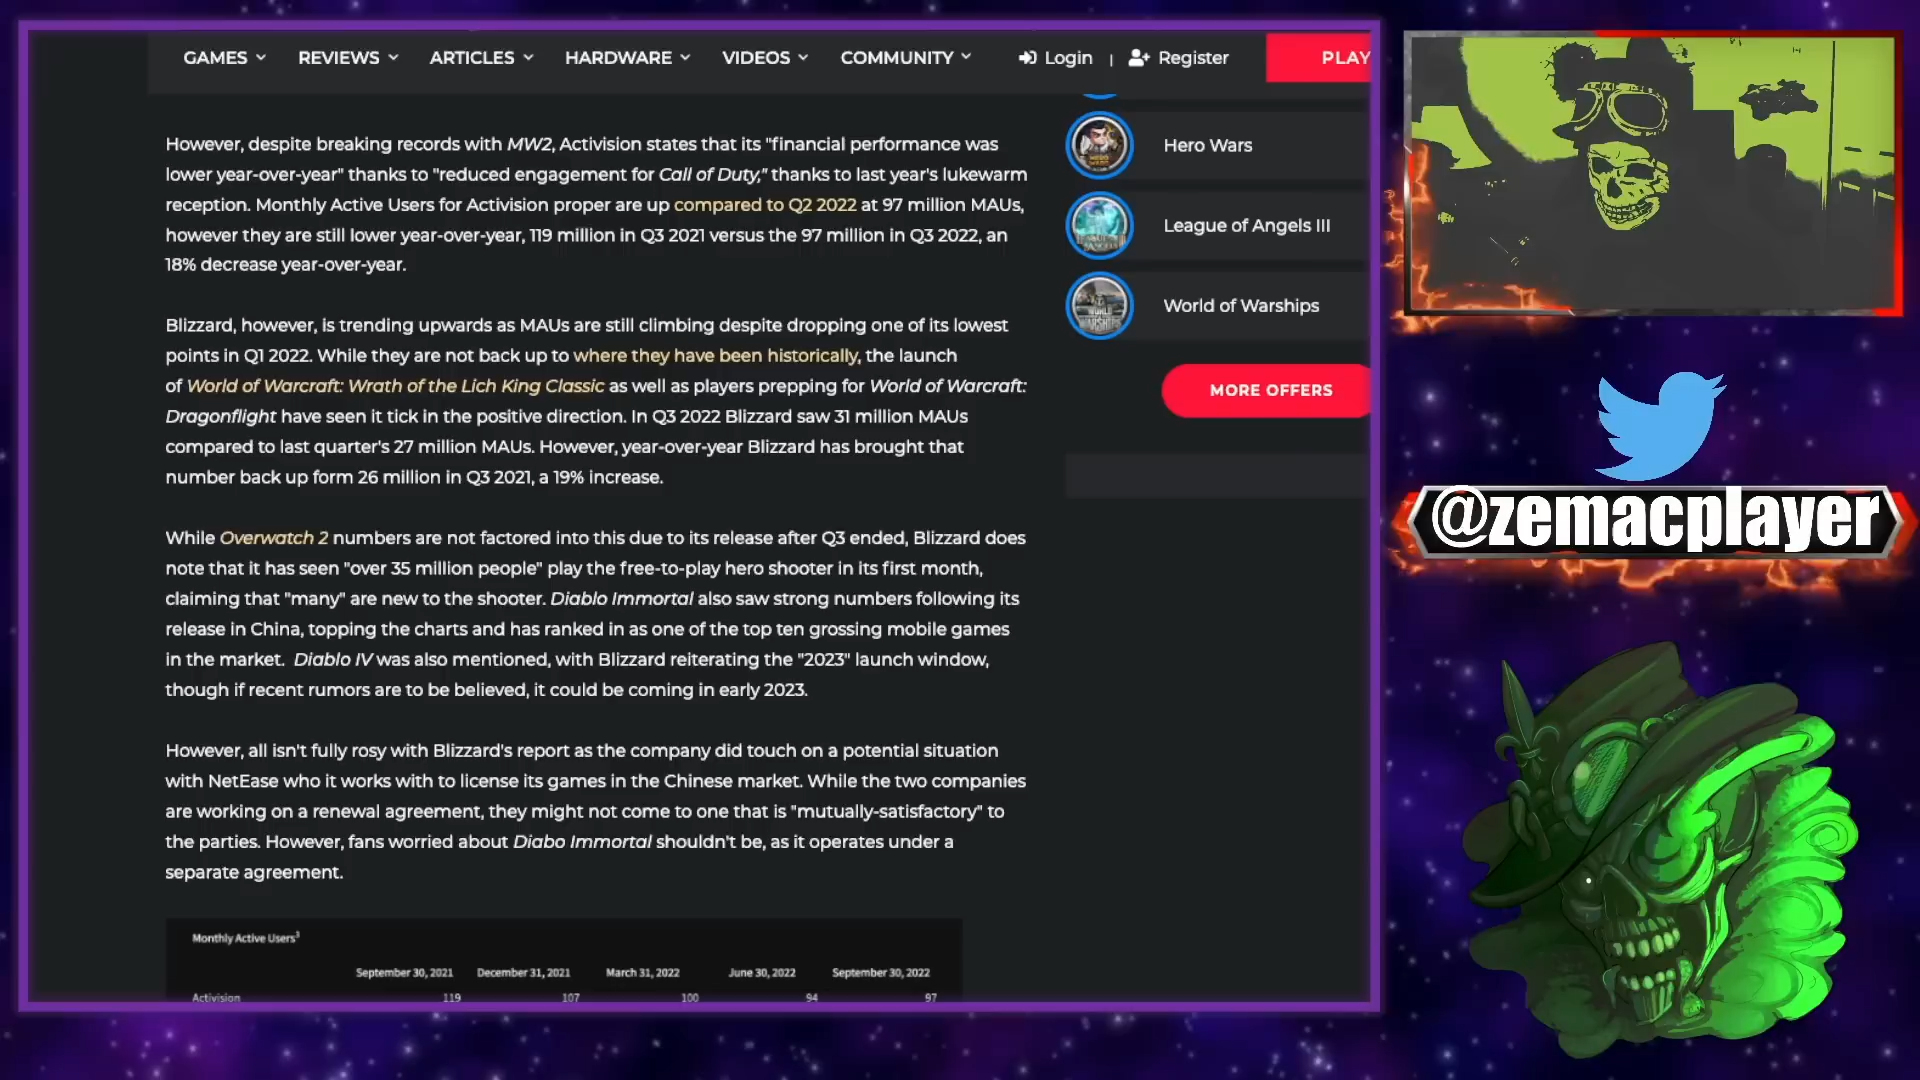 GAMES REVIEWS ARTICLES HARDWARE VIDEOS COMMUNITY Login | Register PLAY
However, despite breaking records with MW2, Activision states that its "financial performance was
lower year-over-year" thanks to "reduced engagement for Call of Duty," thanks to last year's lukewarm
reception. Monthly Active Users for Activision proper are up compared to Q2 2022 at 97 million MAUs,
however they are still lower year-over-year, 119 million in Q3 2021 versus the 97 million in Q3 2022, an
18% decrease year-over-year.
Blizzard, however, is trending upwards as MAUs are still climbing despite dropping one of its lowest
points in Q1 2022. While they are not back up to where they have been historically, the launch
of World of Warcraft: Wrath of the Lich King Classic as well as players prepping for World of Warcraft:
Dragonflight have seen it tick in the positive direction. In Q3 2022 Blizzard saw 31 million MAUs
compared to last quarter's 27 million MAUs. However, year-over-year Blizzard has brought that
number back up form 26 million in Q3 2021, a 19% increase.
While Overwatch 2 numbers are not factored into this due to its release after Q3 ended, Blizzard does
note that it has seen "over 35 million people" play the free-to-play hero shooter in its first month,
claiming that "many" are new to the shooter. Diablo Immortal also saw strong numbers following its
release in China, topping the charts and has ranked in as one of the top ten grossing mobile games
in the market. Diablo IV was also mentioned, with Blizzard reiterating the "2023" launch window,
though if recent rumors are to be believed, it could be coming in early 2023.
However, all isn't fully rosy with Blizzard's report as the company did touch on a potential situation
with NetEase who it works with to license its games in the Chinese market. While the two companies
are working on a renewal agreement, they might not come to one that is "mutually-satisfactory" to
the parties. However, fans worried about Diabo Immortal shouldn't be, as it operates under a
separate agreement.
Monthly Active Users3
September 30, 2021 December 31, 2021 March 31, 2022 June 30, 2022 September 30, 2022
Activision 119 107 100 94 97
Hero Wars
League of Angels III
World of Warships
MORE OFFERS
@zemacplayer